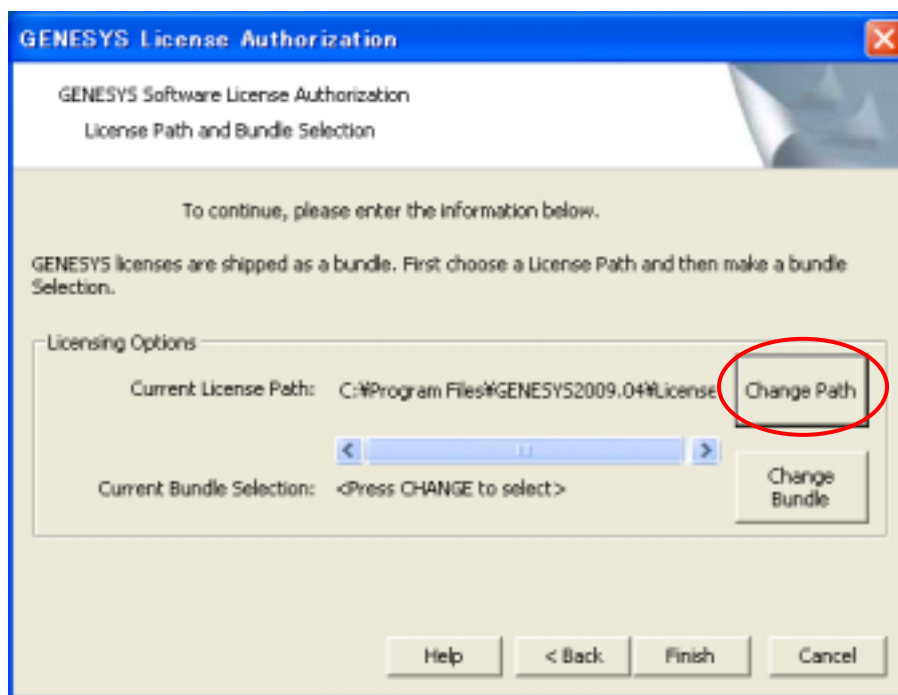 GENESYS License Authorization
GENESYS Software License Authorization
License Path and Bundle Selection
To continue, please enter the information below.
GENESYS licenses are shipped as a bundle. First choose a License Path and then make a bundle
Selection.
Licensing Options
Current License Path: C:¥Program Files¥GENESYS2009.04¥License
Change Path
Current Bundle Selection: <Press CHANGE to select>
Change
Bundle
Help < Back Finish Cancel